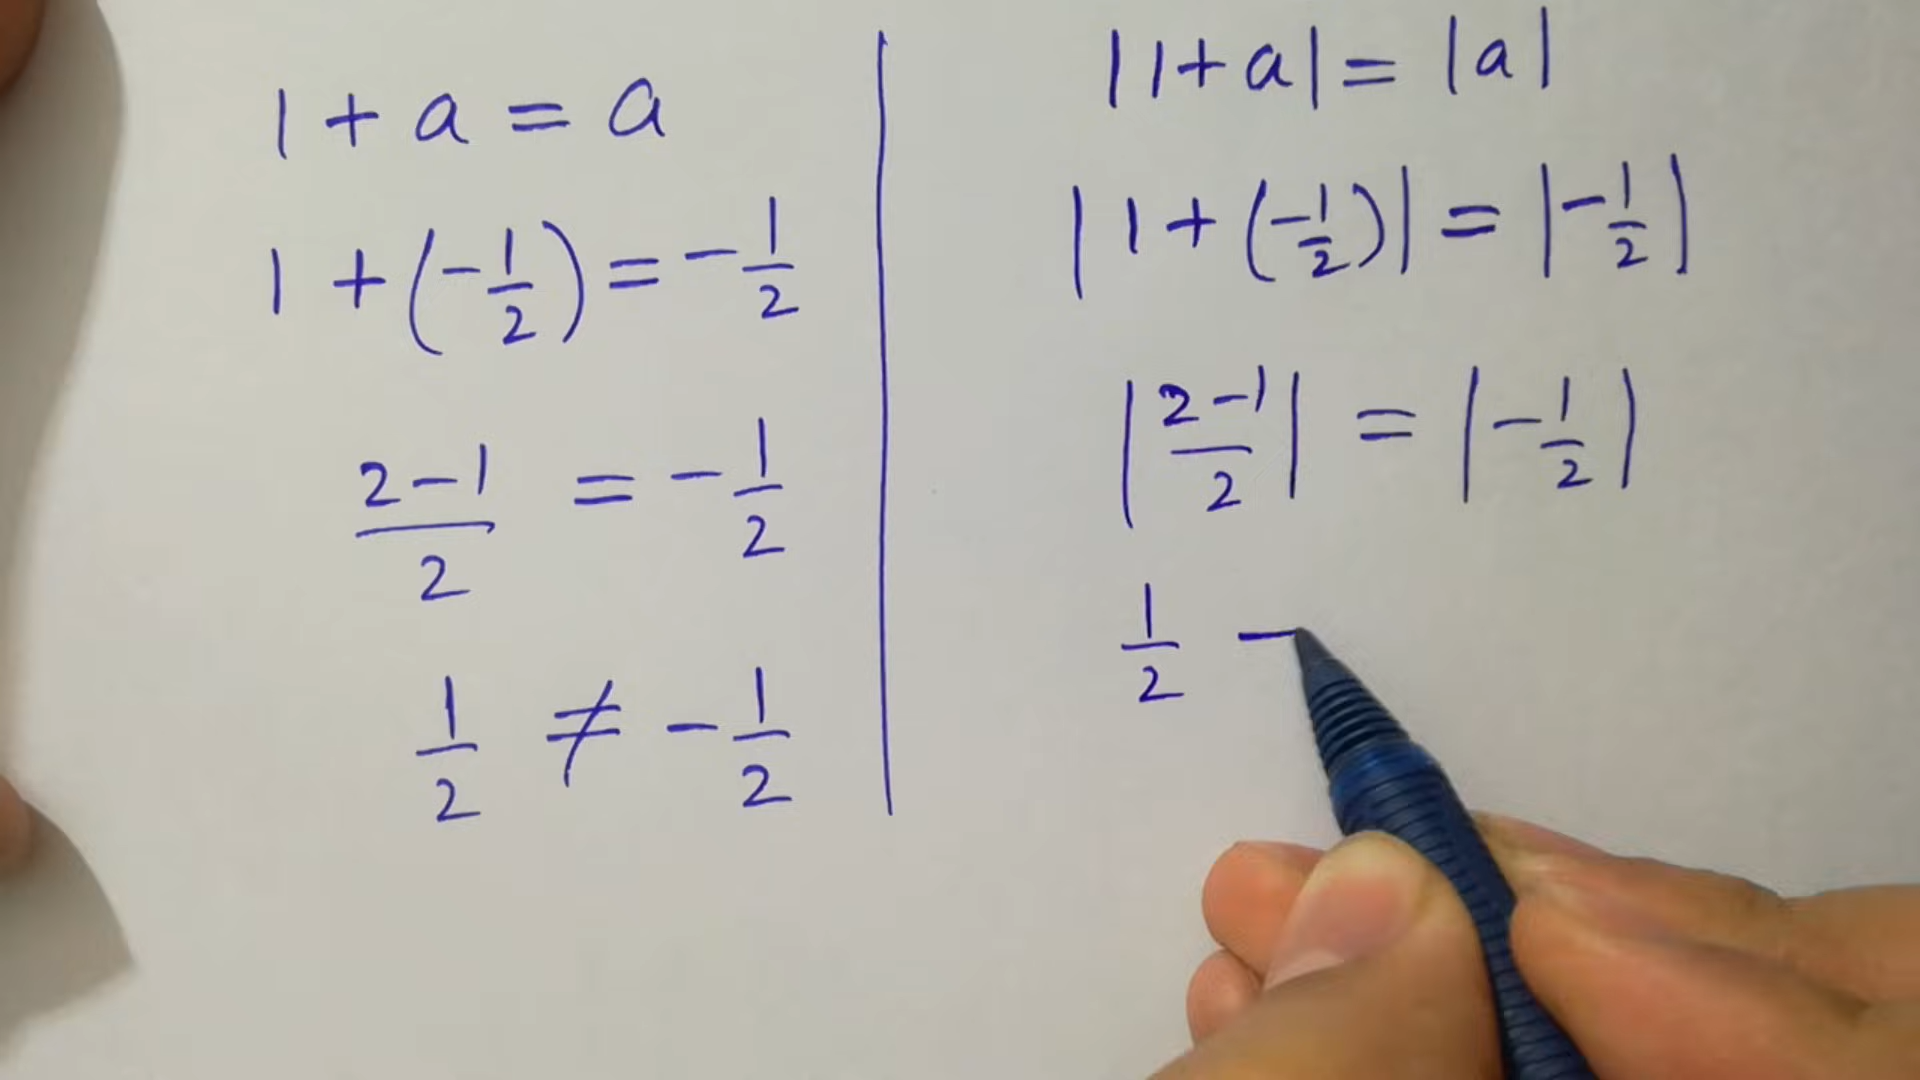 1 + a = a
1 + (-1/2) = -1/2
2-1/2 = -1/2
1/2 ≠ -1/2
|1+a| = |a|
|1+(-1/2)| = |-1/2|
|2-1/2| = |-1/2|
1/2 −